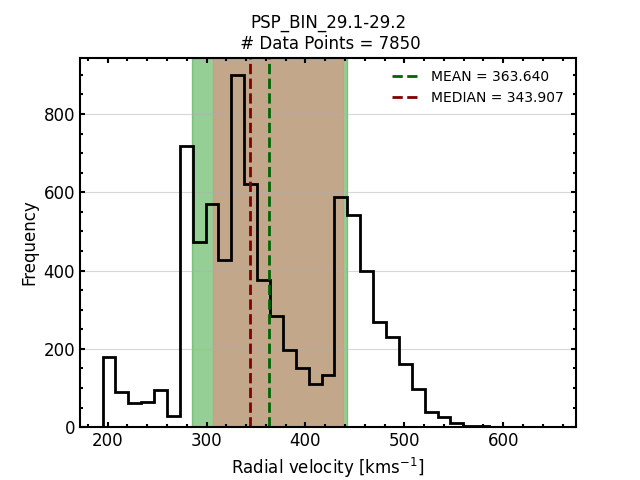 PSP_BIN_29.1-29.2
# Data Points = 7850
MEAN = 363.640
MEDIAN = 343.907
Frequency
800
600
400
200
0
200 300 400 500 600
Radial velocity [kms⁻¹]